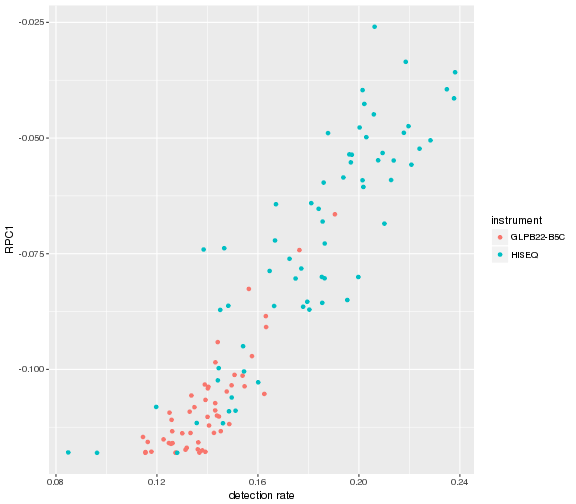 -0.025
-0.050
-0.075
-0.100
RPC1
0.08
0.12
0.16
0.20
0.24
detection rate
instrument
GLPB22-B5C
HISEQ